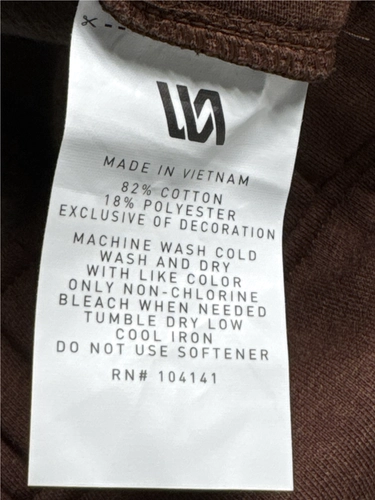 MADE IN VIETNAM
82% COTTON
18% POLYESTER
EXCLUSIVE OF DECORATION
MACHINE WASH COLD
WASH AND DRY
WITH LIKE COLOR
ONLY NON-CHLORINE
BLEACH WHEN NEEDED
TUMBLE DRY LOW
COOL IRON
DO NOT USE SOFTENER
RN# 104141